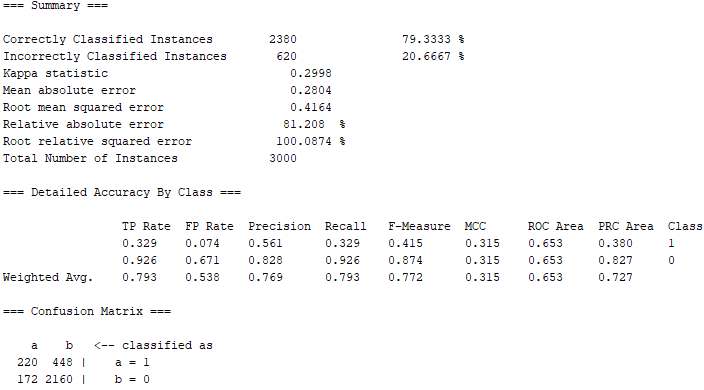 === Summary ===
Correctly Classified Instances 2380 79.3333 %
Incorrectly Classified Instances 620 20.6667 %
Kappa statistic 0.2998
Mean absolute error 0.2804
Root mean squared error 0.4164
Relative absolute error 81.208 %
Root relative squared error 100.0874 %
Total Number of Instances 3000
=== Detailed Accuracy By Class ===
TP Rate FP Rate Precision Recall F-Measure MCC ROC Area PRC Area Class
0.329 0.074 0.561 0.329 0.415 0.315 0.653 0.380 1
0.926 0.671 0.828 0.926 0.874 0.315 0.653 0.827 0
Weighted Avg. 0.793 0.538 0.769 0.793 0.772 0.315 0.653 0.727
=== Confusion Matrix ===
a b <-- classified as
220 448 | a = 1
172 2160 | b = 0